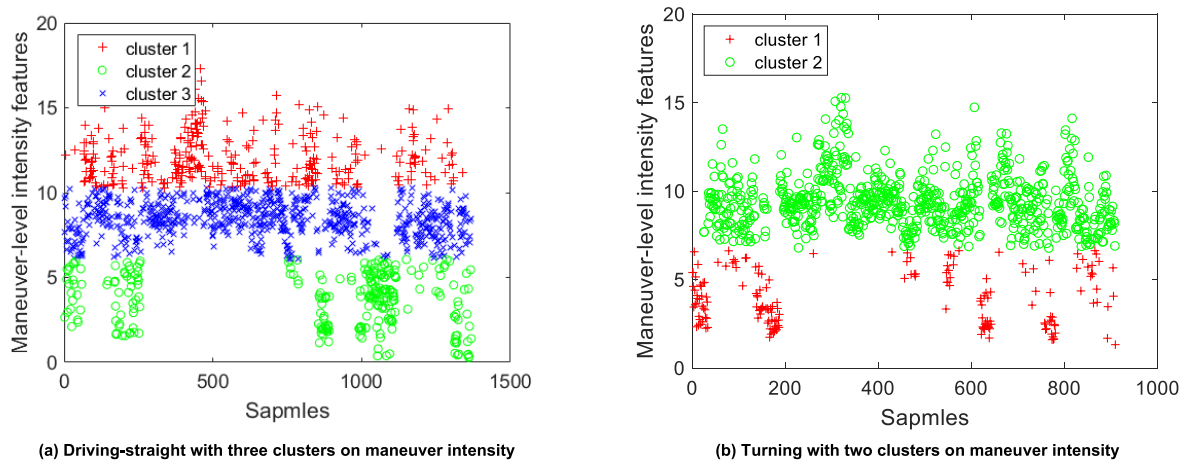 20
15
10
5
0
0
500
1000
1500
Maneuver-level intensity features
Sapmles
cluster 1
cluster 2
cluster 3
(a) Driving-straight with three clusters on maneuver intensity
20
15
10
5
0
0
200
400
600
800
1000
Maneuver-level intensity features
Sapmles
cluster 1
cluster 2
(b) Turning with two clusters on maneuver intensity